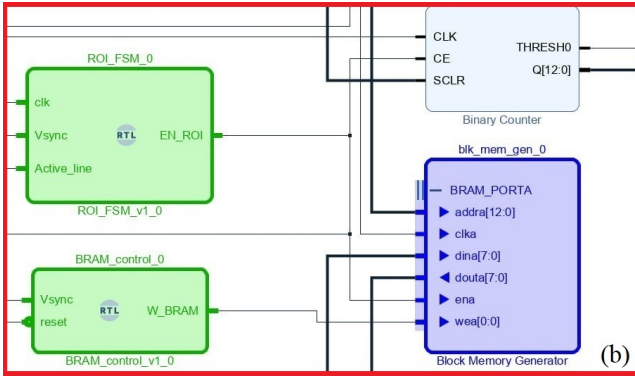 ROI_FSM_0
clk
Vsync
RTL
EN_ROI
Active_line
ROI_FSM_v1_0
BRAM_control_0
Vsync
RTL
W_BRAM
reset
BRAM_control_v1_0
CLK
THRESH0
CE
Q[12:0]
SCLR
Binary Counter
blk_mem_gen_0
BRAM_PORTA
addra[12:0]
clka
dina[7:0]
douta[7:0]
ena
wea[0:0]
Block Memory Generator
(b)